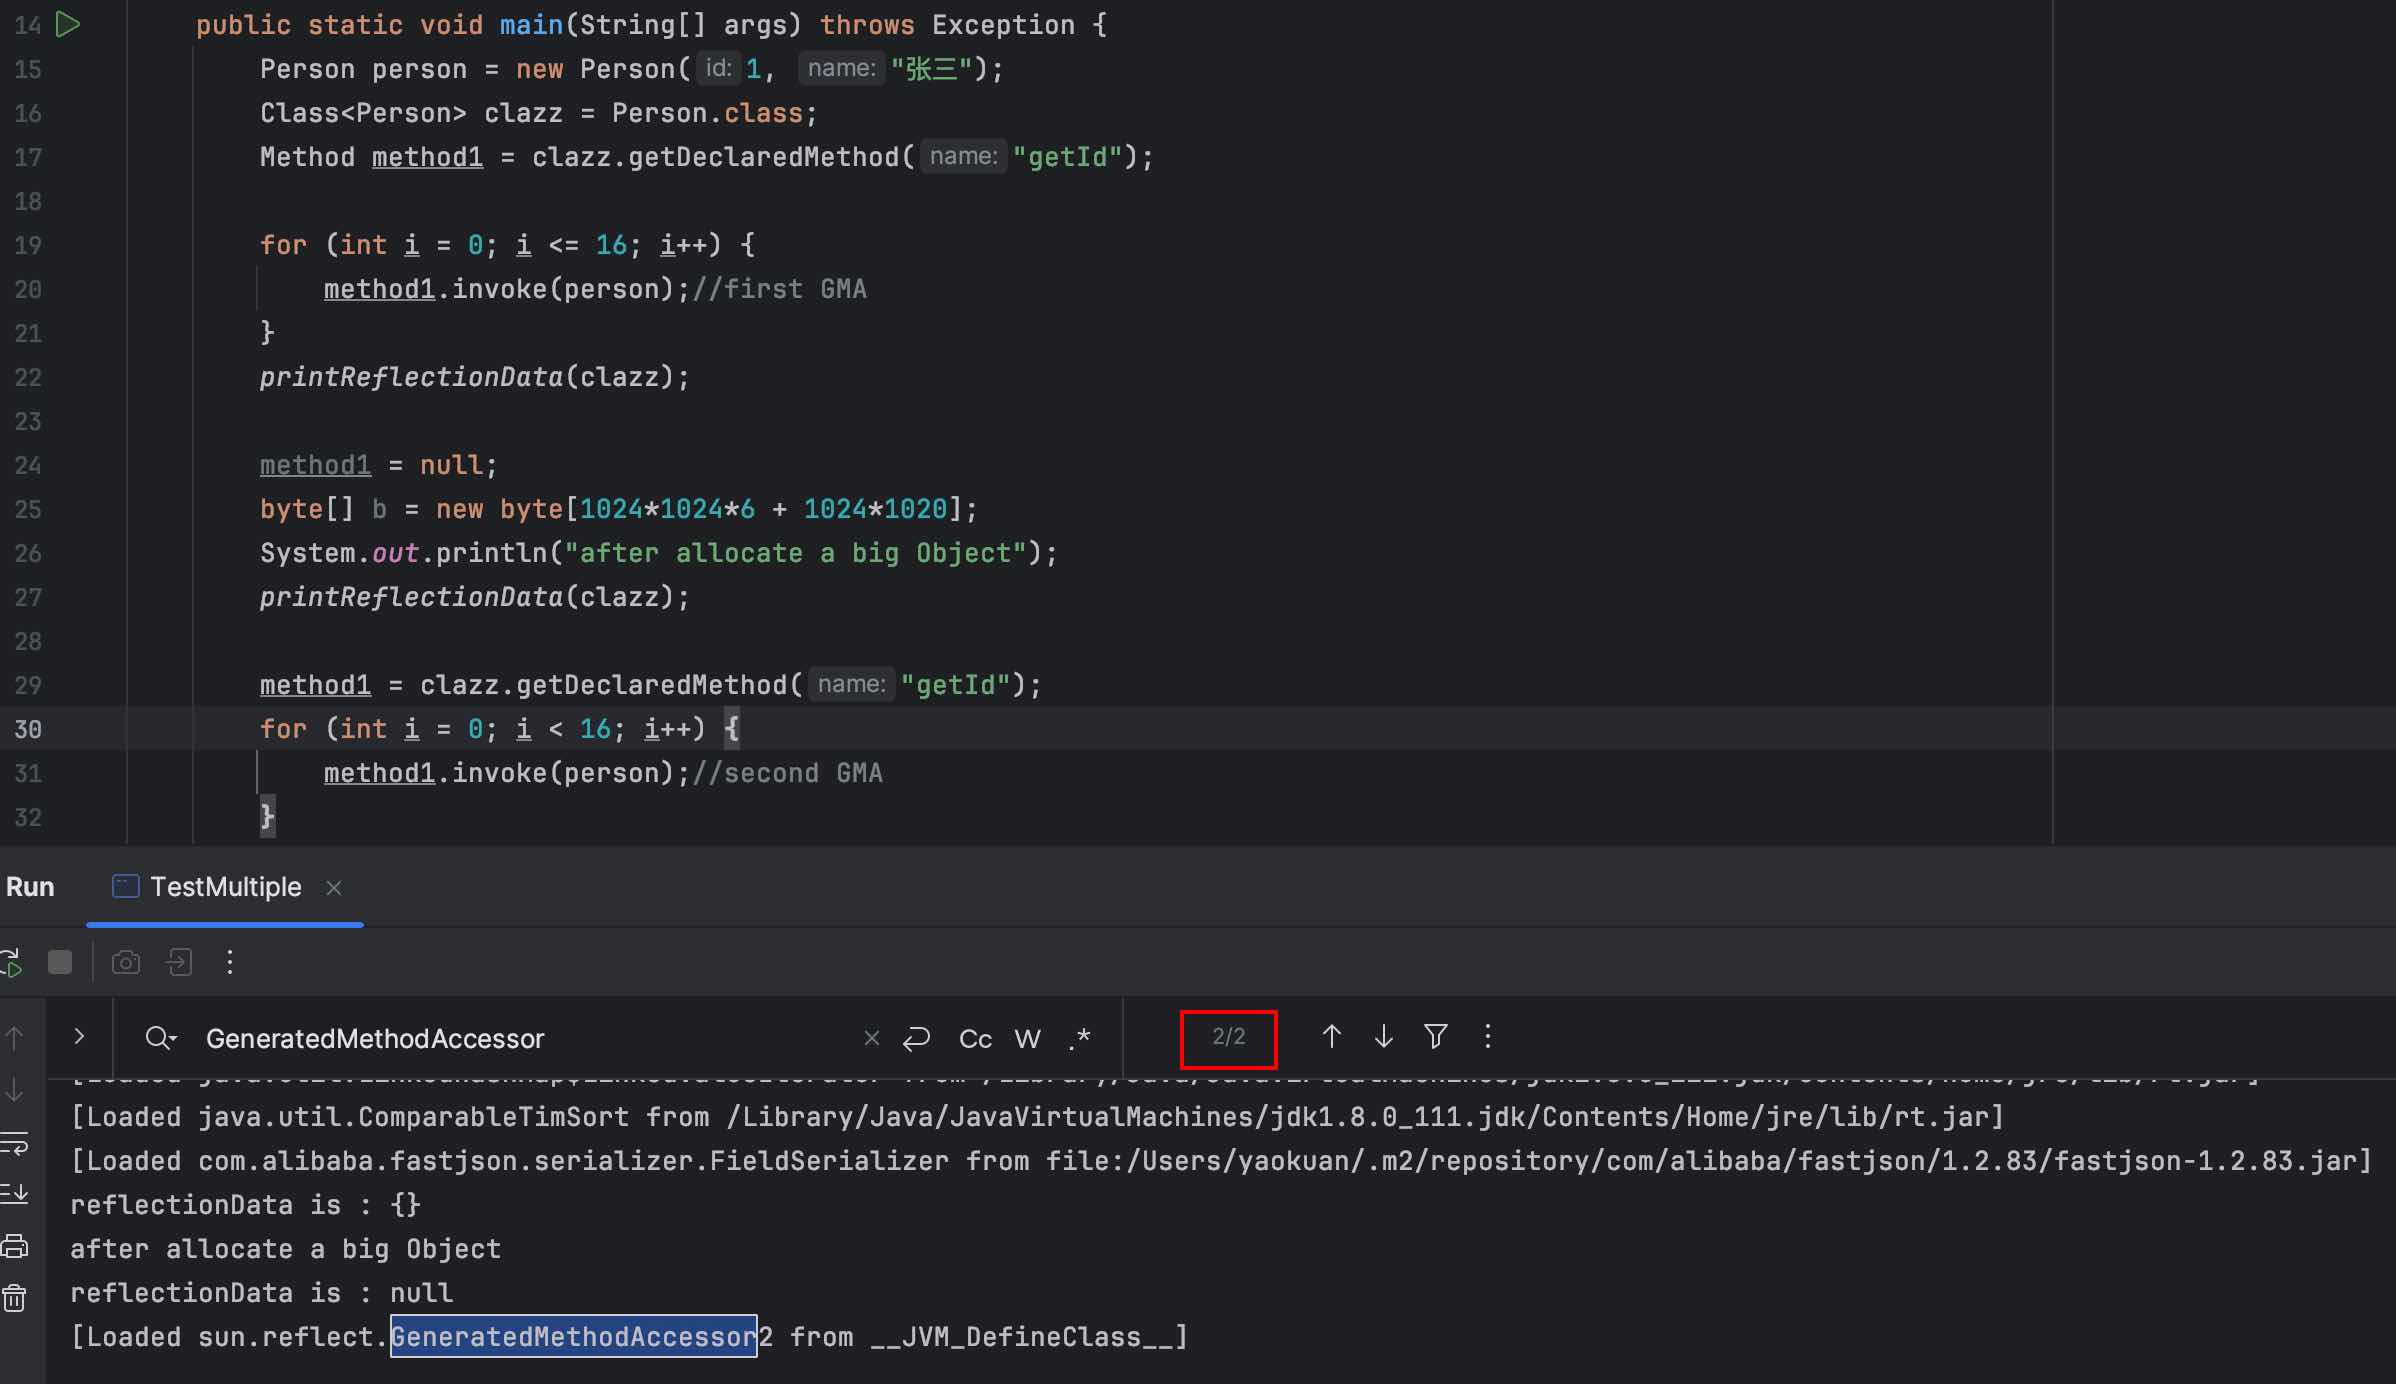 14 public static void main(String[] args) throws Exception {
15 Person person = new Person( id: 1, name: "张三");
16 Class<Person> clazz = Person.class;
17 Method method1 = clazz.getDeclaredMethod( name: "getId");
18
19 for (int i = 0; i <= 16; i++) {
20 method1.invoke(person);//first GMA
21 }
22 printReflectionData(clazz);
23
24 method1 = null;
25 byte[] b = new byte[1024*1024*6 + 1024*1020];
26 System.out.println("after allocate a big Object");
27 printReflectionData(clazz);
28
29 method1 = clazz.getDeclaredMethod( name: "getId");
30 for (int i = 0; i < 16; i++) {
31 method1.invoke(person);//second GMA
32 }
Run TestMultiple
GeneratedMethodAccessor Cc W .* 2/2
[Loaded java.util.ComparableTimSort from /Library/Java/JavaVirtualMachines/jdk1.8.0_111.jdk/Contents/Home/jre/lib/rt.jar]
[Loaded com.alibaba.fastjson.serializer.FieldSerializer from file:/Users/yaokuan/.m2/repository/com/alibaba/fastjson/1.2.83/fastjson-1.2.83.jar]
reflectionData is : {}
after allocate a big Object
reflectionData is : null
[Loaded sun.reflect.GeneratedMethodAccessor2 from __JVM_DefineClass__]